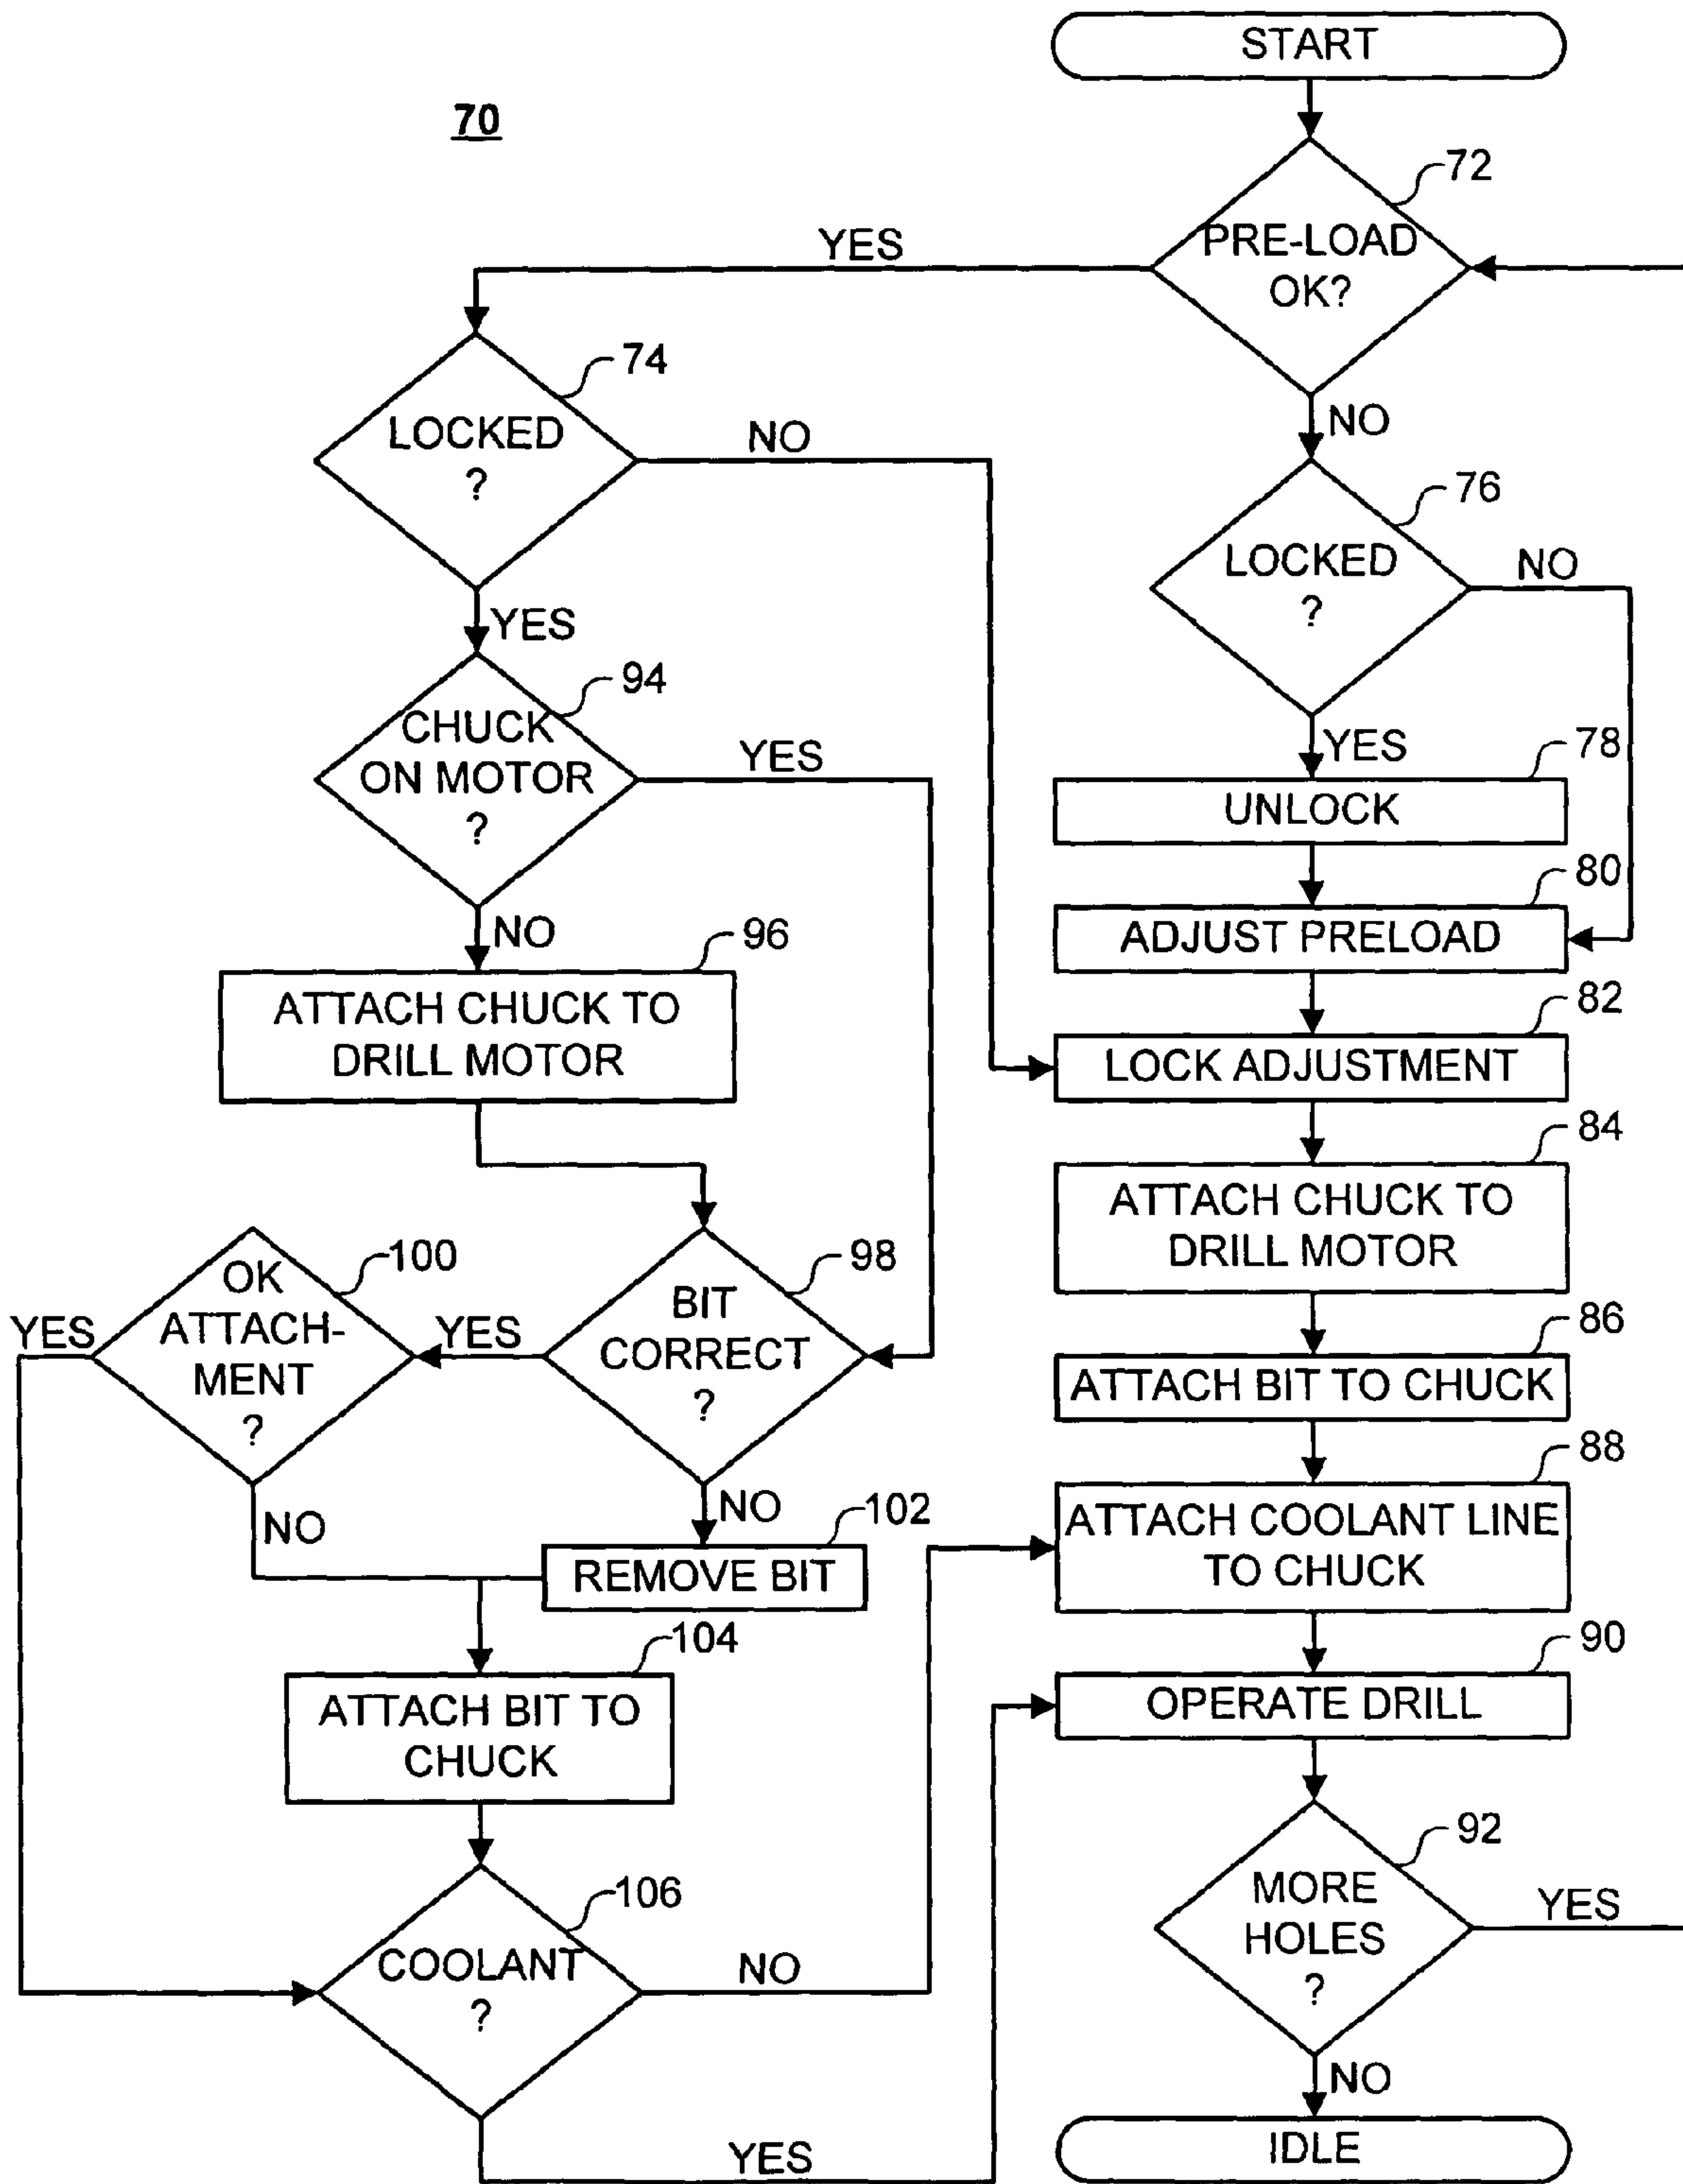 START
70
72
PRE-LOAD
OK?
YES
NO
74
LOCKED
?
NO
YES
76
LOCKED
?
NO
YES
94
CHUCK
ON MOTOR
?
YES
NO
78
UNLOCK
80
ADJUST PRELOAD
96
ATTACH CHUCK TO
DRILL MOTOR
82
LOCK ADJUSTMENT
84
ATTACH CHUCK TO
DRILL MOTOR
100
OK
ATTACH-
MENT
?
YES
NO
98
BIT
CORRECT
?
YES
NO
86
ATTACH BIT TO CHUCK
88
ATTACH COOLANT LINE
TO CHUCK
102
REMOVE BIT
104
ATTACH BIT TO
CHUCK
90
OPERATE DRILL
106
COOLANT
?
NO
YES
92
MORE
HOLES
?
YES
NO
IDLE